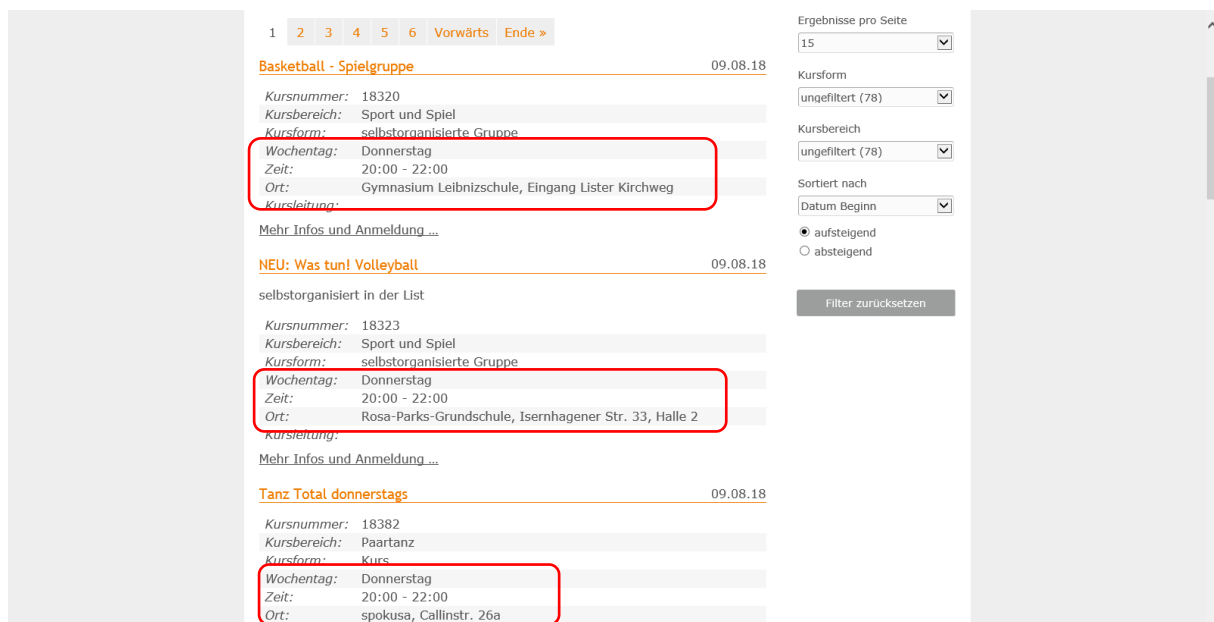 1 2 3 4 5 6 Vorwärts Ende »
Basketball - Spielgruppe 09.08.18
Kursnummer: 18320
Kursbereich: Sport und Spiel
Kursform: selbstorganisierte Gruppe
Wochentag: Donnerstag
Zeit: 20:00 - 22:00
Ort: Gymnasium Leibnizschule, Eingang Lister Kirchweg
Kursleitung:
Mehr Infos und Anmeldung ...
NEU: Was tun! Volleyball 09.08.18
selbstorganisiert in der List
Kursnummer: 18323
Kursbereich: Sport und Spiel
Kursform: selbstorganisierte Gruppe
Wochentag: Donnerstag
Zeit: 20:00 - 22:00
Ort: Rosa-Parks-Grundschule, Isernhagener Str. 33, Halle 2
Kursleitung:
Mehr Infos und Anmeldung ...
Tanz Total donnerstags 09.08.18
Kursnummer: 18382
Kursbereich: Paartanz
Kursform: Kurs
Wochentag: Donnerstag
Zeit: 20:00 - 22:00
Ort: spokusa, Callinstr. 26a
Ergebnisse pro Seite
15
Kursform
ungefiltert (78)
Kursbereich
ungefiltert (78)
Sortiert nach
Datum Beginn
aufsteigend
absteigend
Filter zurücksetzen